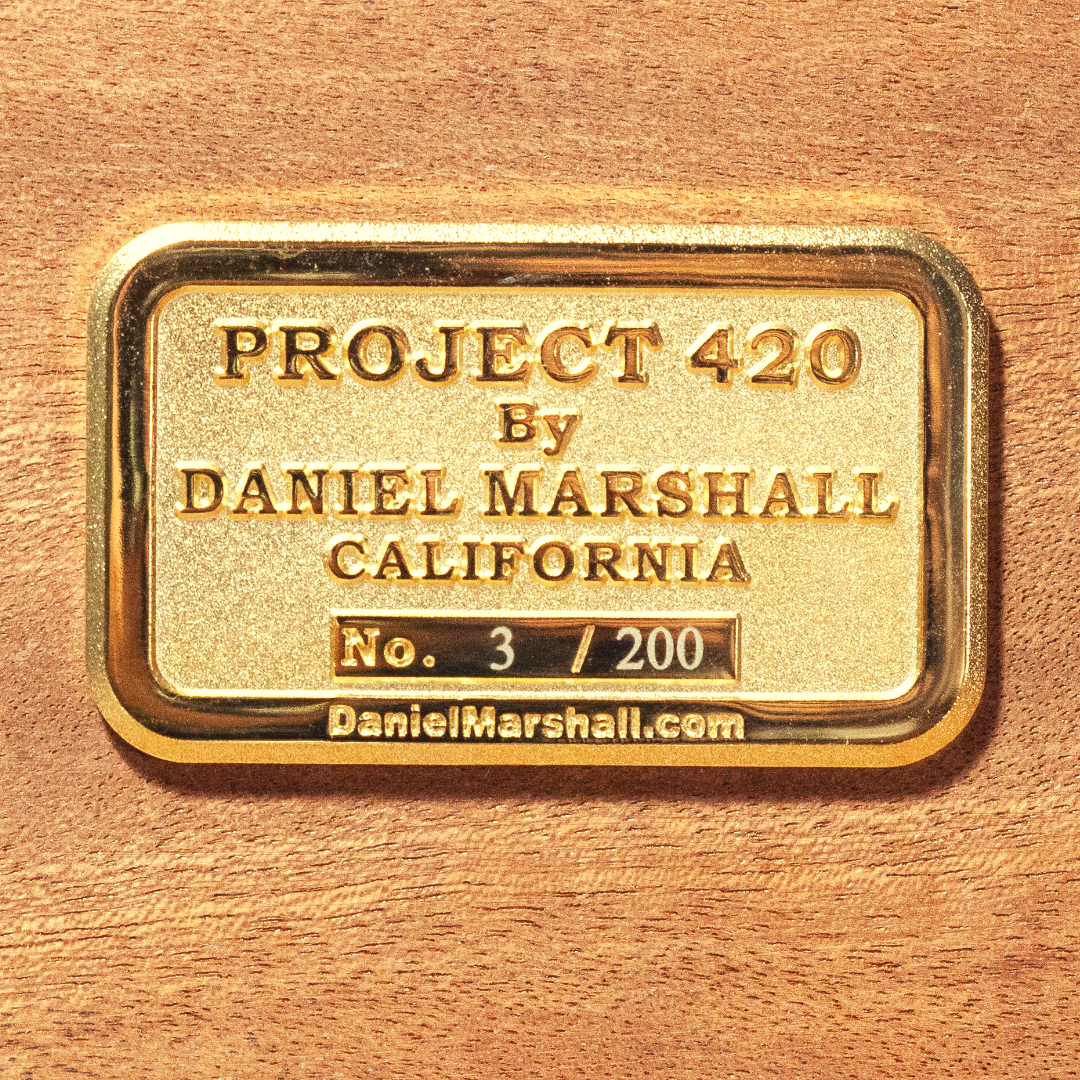 PROJECT 420
By
DANIEL MARSHALL
CALIFORNIA
No. 3 / 200
DanielMarshall.com